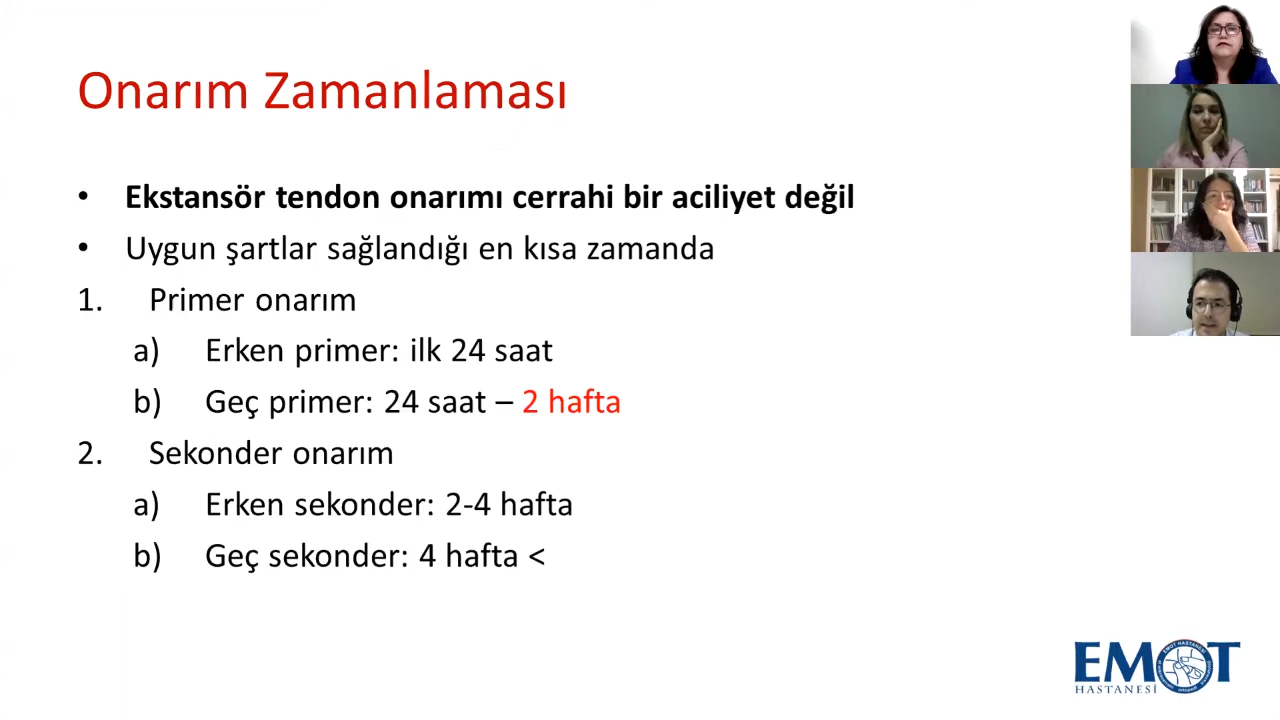 Onarım Zamanlaması
• Ekstansör tendon onarımı cerrahi bir aciliyet değil
• Uygun şartlar sağlandığı en kısa zamanda
1. Primer onarım
a) Erken primer: ilk 24 saat
b) Geç primer: 24 saat – 2 hafta
2. Sekonder onarım
a) Erken sekonder: 2-4 hafta
b) Geç sekonder: 4 hafta <
EMOT
HASTANESİ